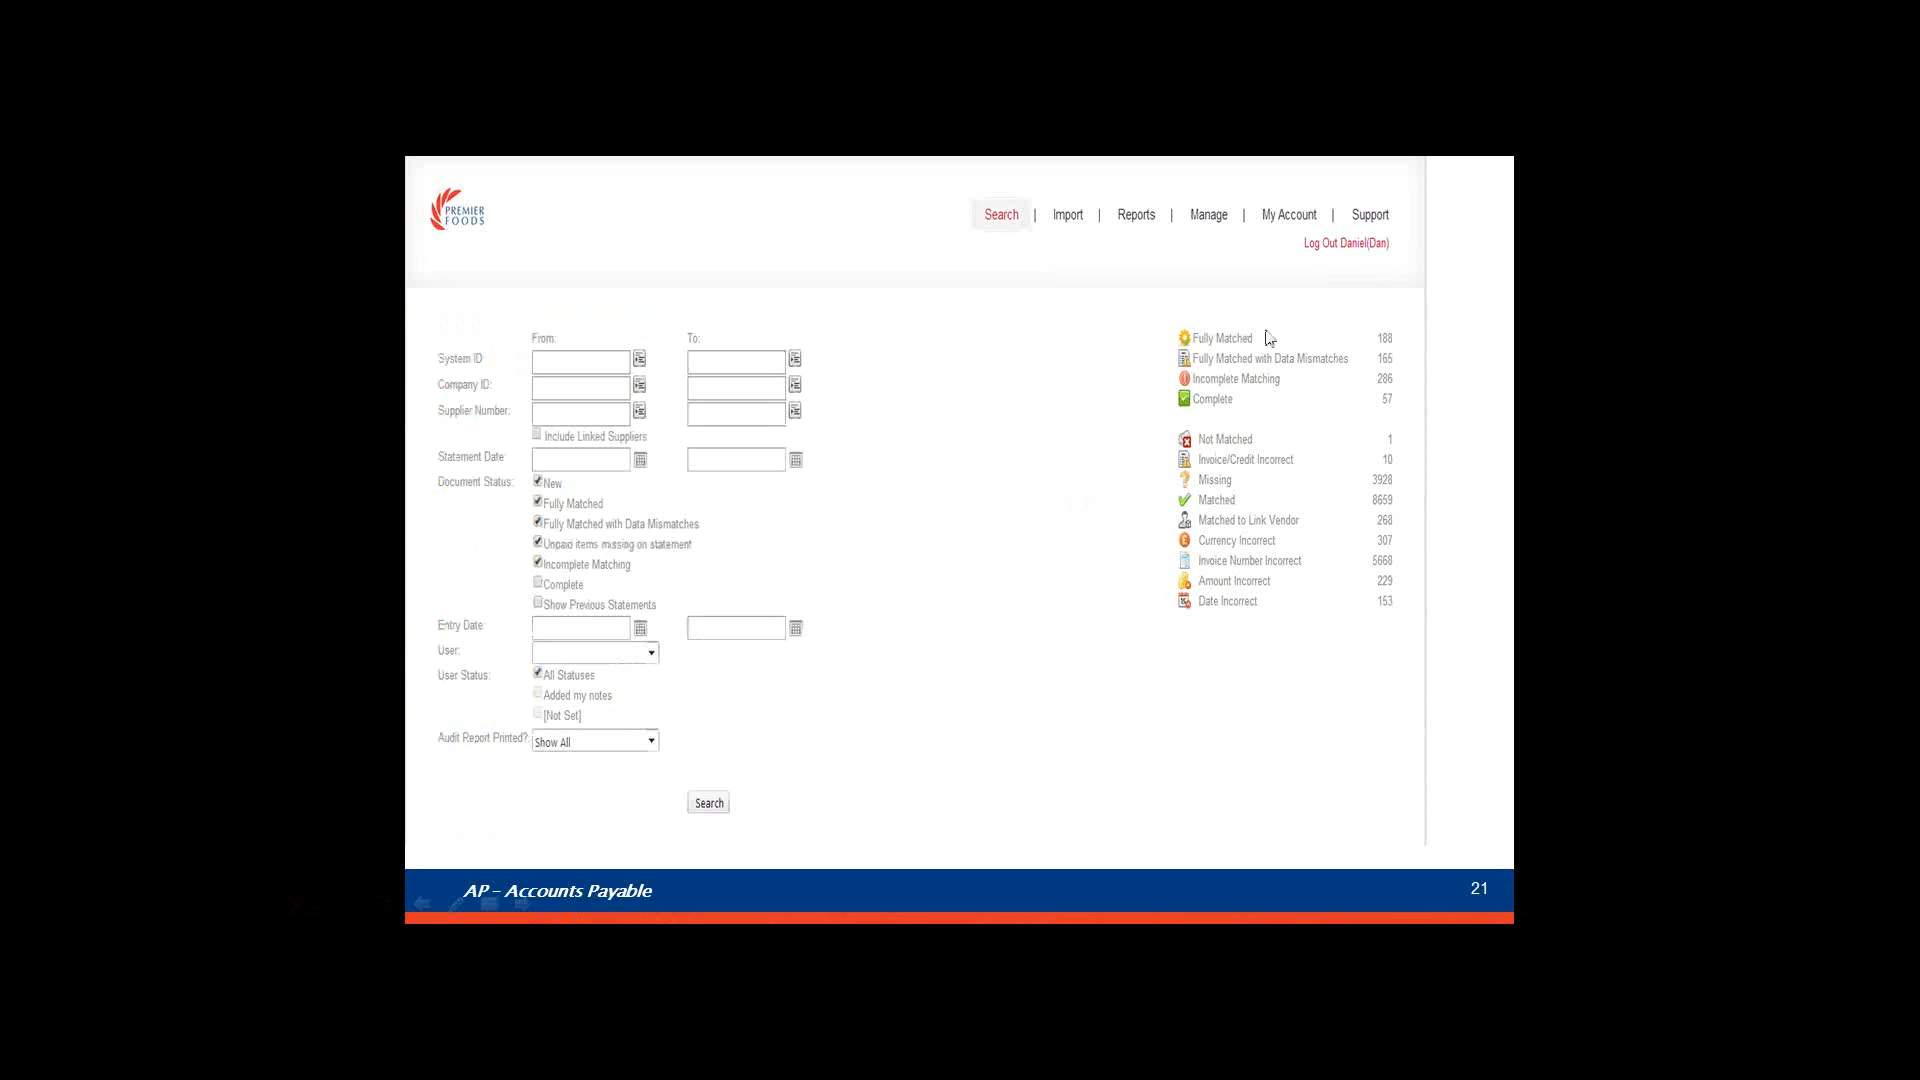 PREMIER
FOODS
Search | Import | Reports | Manage | My Account | Support
Log Out Daniel(Dan)
From: To:
System ID
Company ID:
Supplier Number:
Include Linked Suppliers
Statement Date
Document Status: New
Fully Matched
Fully Matched with Data Mismatches
Unpaid items missing on statement
Incomplete Matching
Complete
Show Previous Statements
Entry Date
User:
User Status: All Statuses
Added my notes
[Not Set]
Audit Report Printed?: Show All
Search
Fully Matched 188
Fully Matched with Data Mismatches 165
Incomplete Matching 286
Complete 57
Not Matched 1
Invoice/Credit Incorrect 10
Missing 3928
Matched 8659
Matched to Link Vendor 268
Currency Incorrect 307
Invoice Number Incorrect 5668
Amount Incorrect 229
Date Incorrect 153
AP – Accounts Payable 21